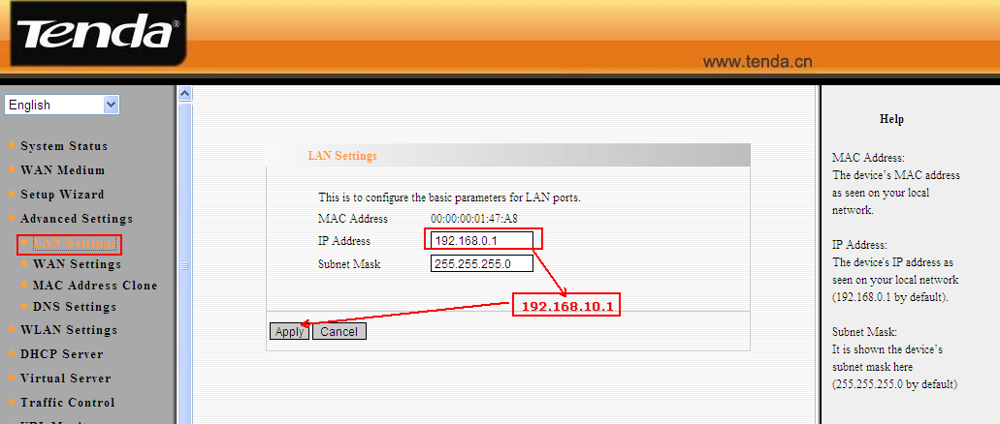 Tenda®
www.tenda.cn
English
System Status
WAN Medium
Setup Wizard
Advanced Settings
LAN Settings
WAN Settings
MAC Address Clone
DNS Settings
WLAN Settings
DHCP Server
Virtual Server
Traffic Control
LAN Settings
This is to configure the basic parameters for LAN ports.
MAC Address 00:00:00:01:47:A8
IP Address 192.168.0.1
Subnet Mask 255.255.255.0
192.168.10.1
Apply Cancel
Help
MAC Address:
The device's MAC address
as seen on your local
network.
IP Address:
The device's IP address as
seen on your local network
(192.168.0.1 by default).
Subnet Mask:
It is shown the device's
subnet mask here
(255.255.255.0 by default)